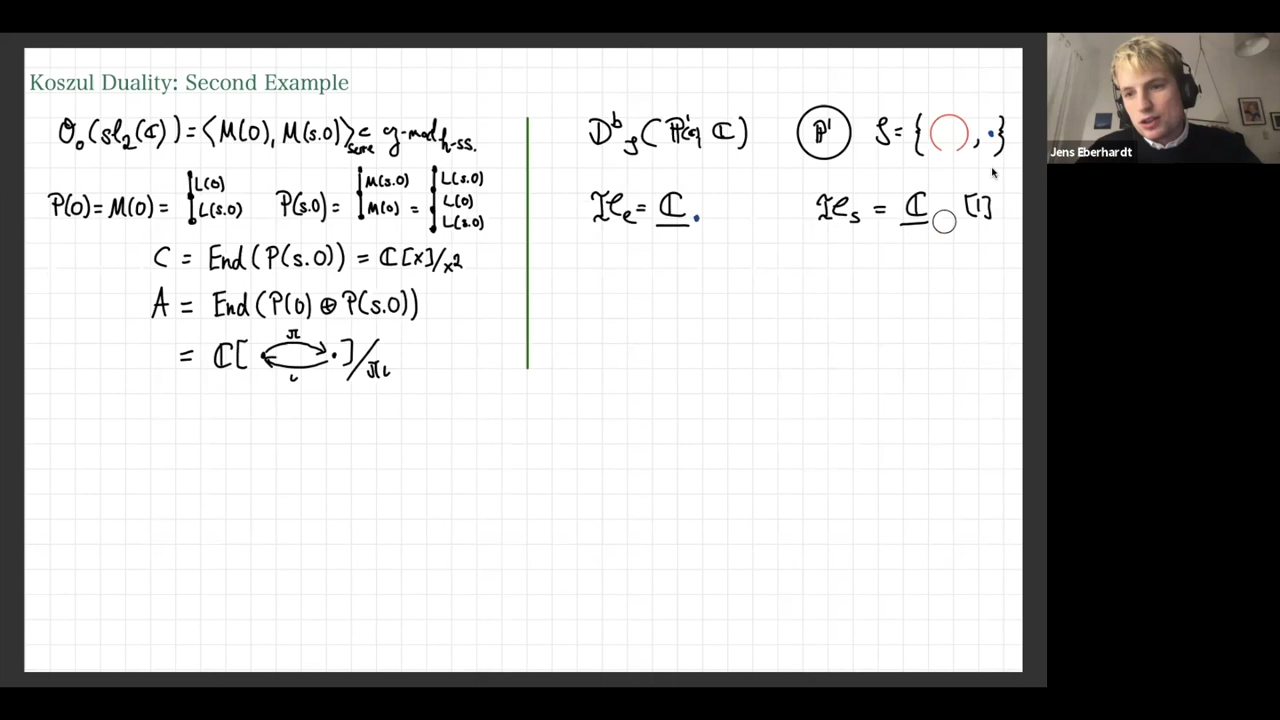 Koszul Duality: Second Example
O₀(sl₂(ℂ)) = ⟨M(0), M(s.0)⟩_Serre ⊂ g-mod_h-ss.
P(0) = M(0) = L(0) L(s.0) P(s.0) = M(s.0) M(0) = L(s.0) L(0) L(s.0)
C = End(P(s.0)) = ℂ[x]/x²
A = End(P(0) ⊕ P(s.0))
= ℂ[ π ι ]/πι
D^b_S(ℙ¹(ℂ), ℂ) ℙ¹ S = { , · }
IC_e = ℂ. IC_s = ℂ [1]
Jens Eberhardt